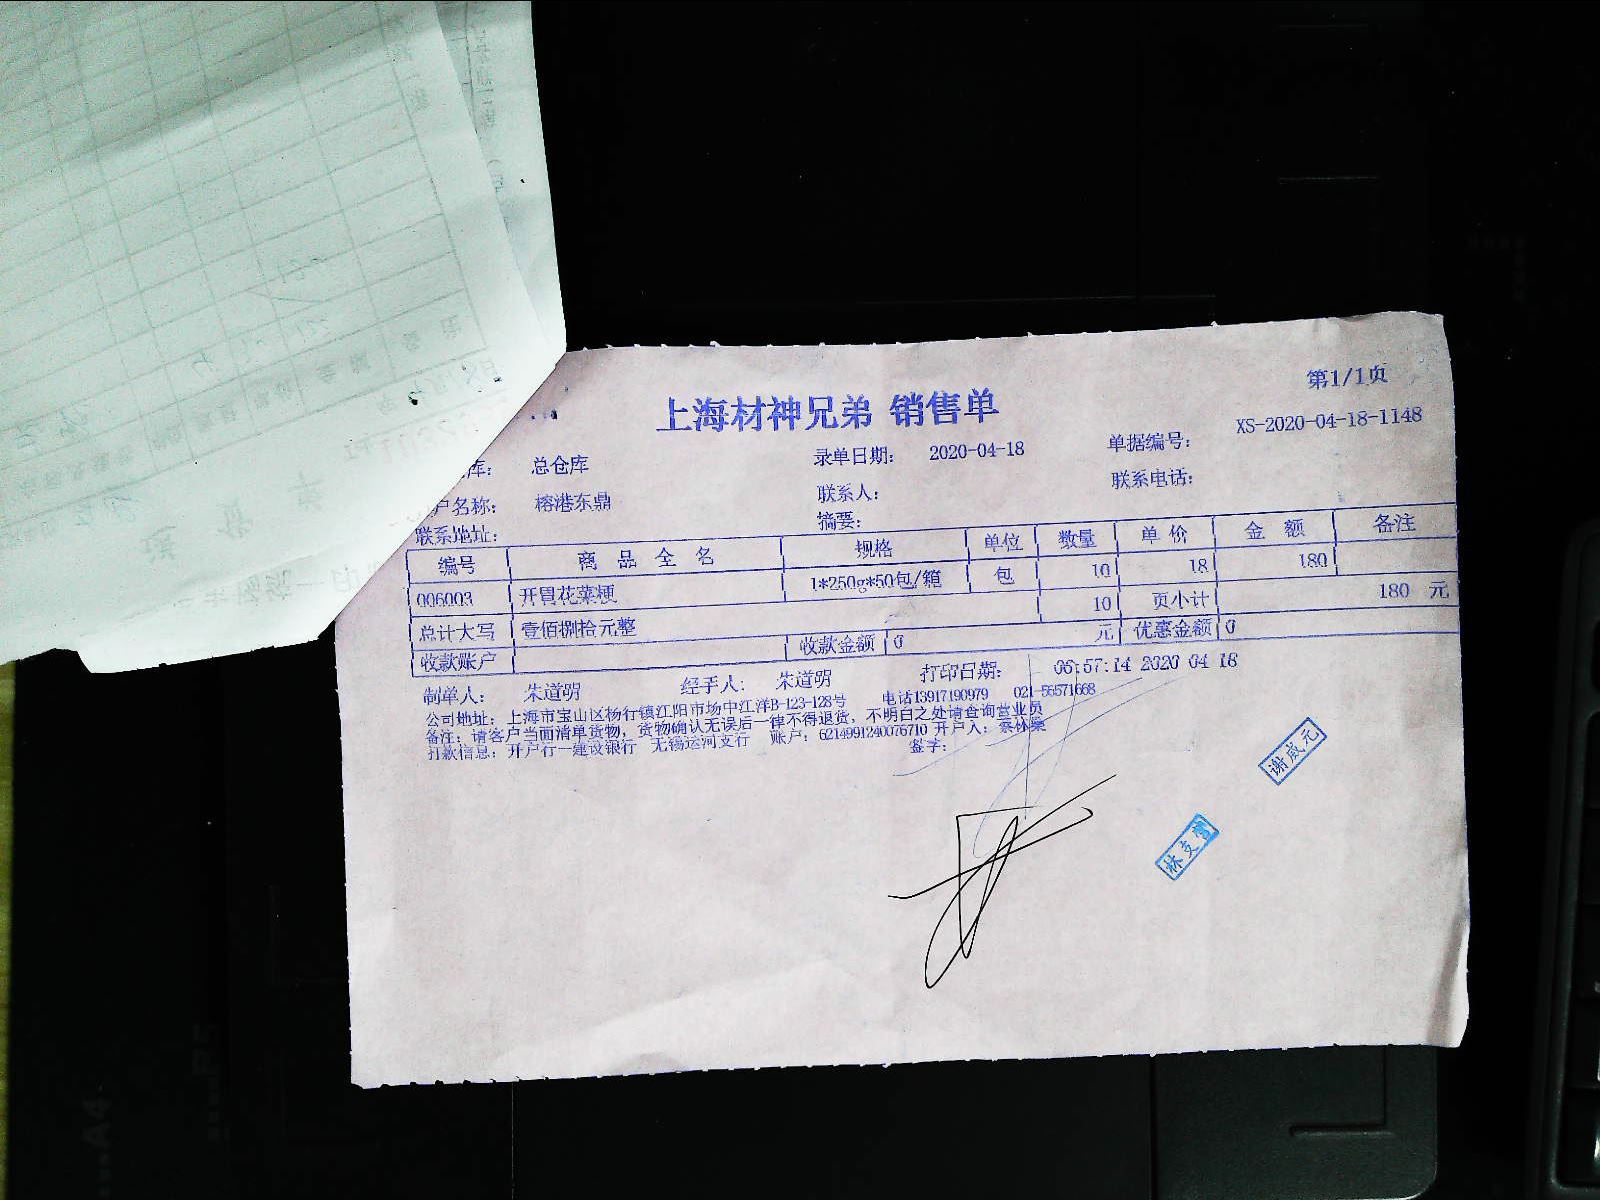 第1/1页
上海材神兄弟 销售单
库: 总仓库 录单日期: 2020-04-18 单据编号: XS-2020-04-18-1148
户名称: 榕港东鼎 联系人: 联系电话:
联系地址: 摘要:
编号 商品全名 规格 单位 数量 单价 金额 备注
006003 开胃花菜梗 1*250g*50包/箱 包 10 18 180
10 页小计 180 元
总计大写 壹佰捌拾元整
收款账户 收款金额 0 元 优惠金额 0
制单人: 朱道明 经手人: 朱道明 打印日期: 06:57:14 2020 04 18
公司地址: 上海市宝山区杨行镇江阳市场中江洋B-123-128号 电话13917190979 021-56571668
备注: 请客户当面清单货物, 货物确认无误后一律不得退货, 不明白之处请查询营业员
打款信息: 开户行—建设银行 无锡运河支行 账户: 6214991240076710 开户人: 蔡林燊
签字:
谢咸元
林支营